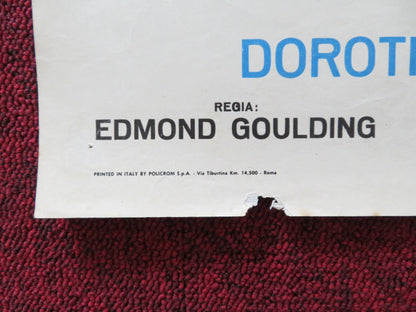 DOROT
REGIA:
EDMOND GOULDING
PRINTED IN ITALY BY POLICROM S.p.A. - Via Tiburtina Km. 14,500 - Roma